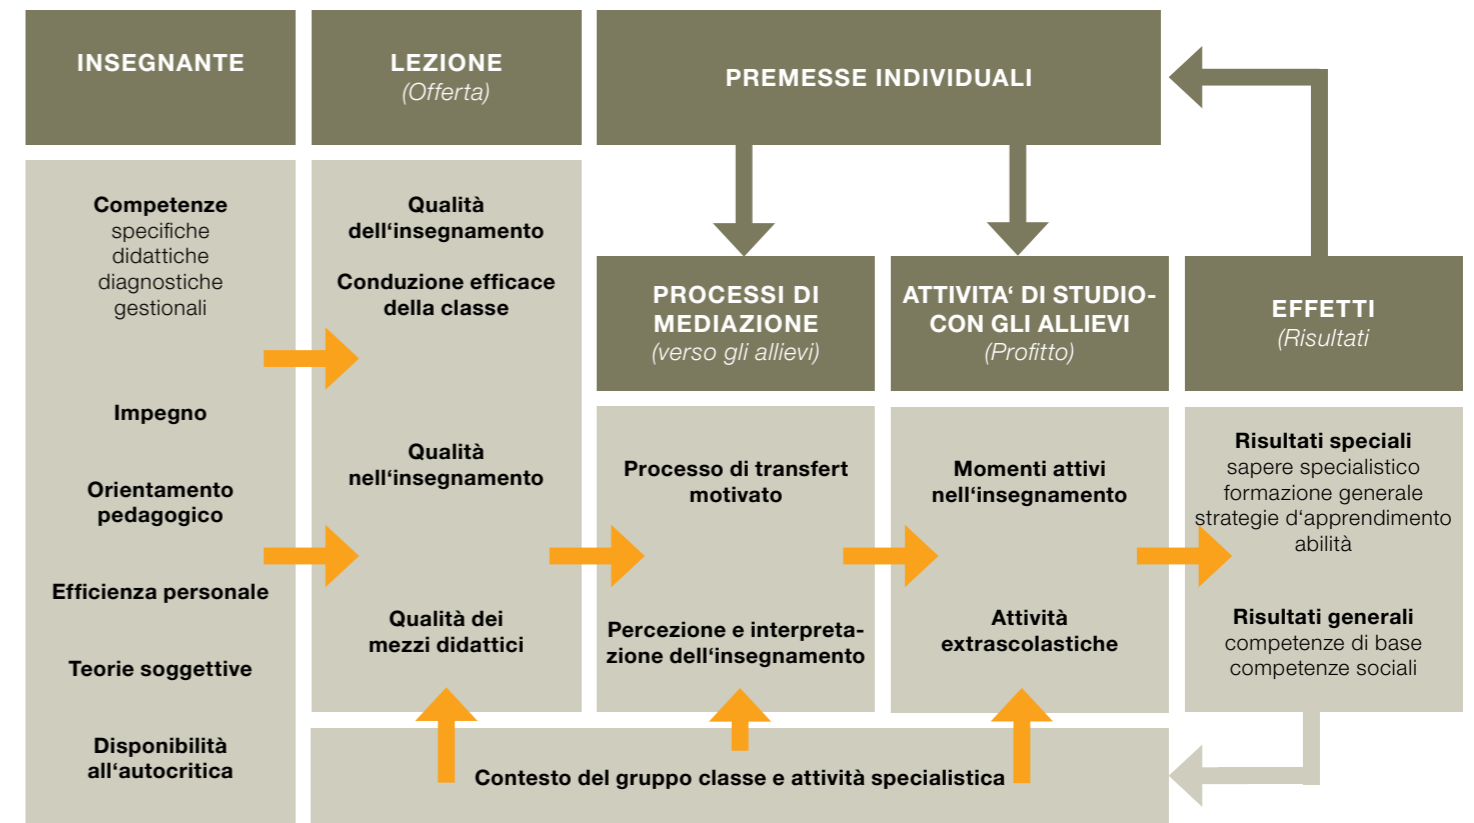 INSEGNANTE
LEZIONE
(Offerta)
PREMESSE INDIVIDUALI
Competenze
specifiche
didattiche
diagnostiche
gestionali
Impegno
Orientamento
pedagogico
Efficienza personale
Teorie soggettive
Disponibilità
all‘autocritica
Qualità
dell‘insegnamento
Conduzione efficace
della classe
Qualità
nell‘insegnamento
Qualità dei
mezzi didattici
PROCESSI DI
MEDIAZIONE
(verso gli allievi)
Processo di transfert
motivato
Percezione e interpreta-
zione dell‘insegnamento
ATTIVITA‘ DI STUDIO-
CON GLI ALLIEVI
(Profitto)
Momenti attivi
nell‘insegnamento
Attività
extrascolastiche
EFFETTI
(Risultati
Risultati speciali
sapere specialistico
formazione generale
strategie d‘apprendimento
abilità
Risultati generali
competenze di base
competenze sociali
Contesto del gruppo classe e attività specialistica